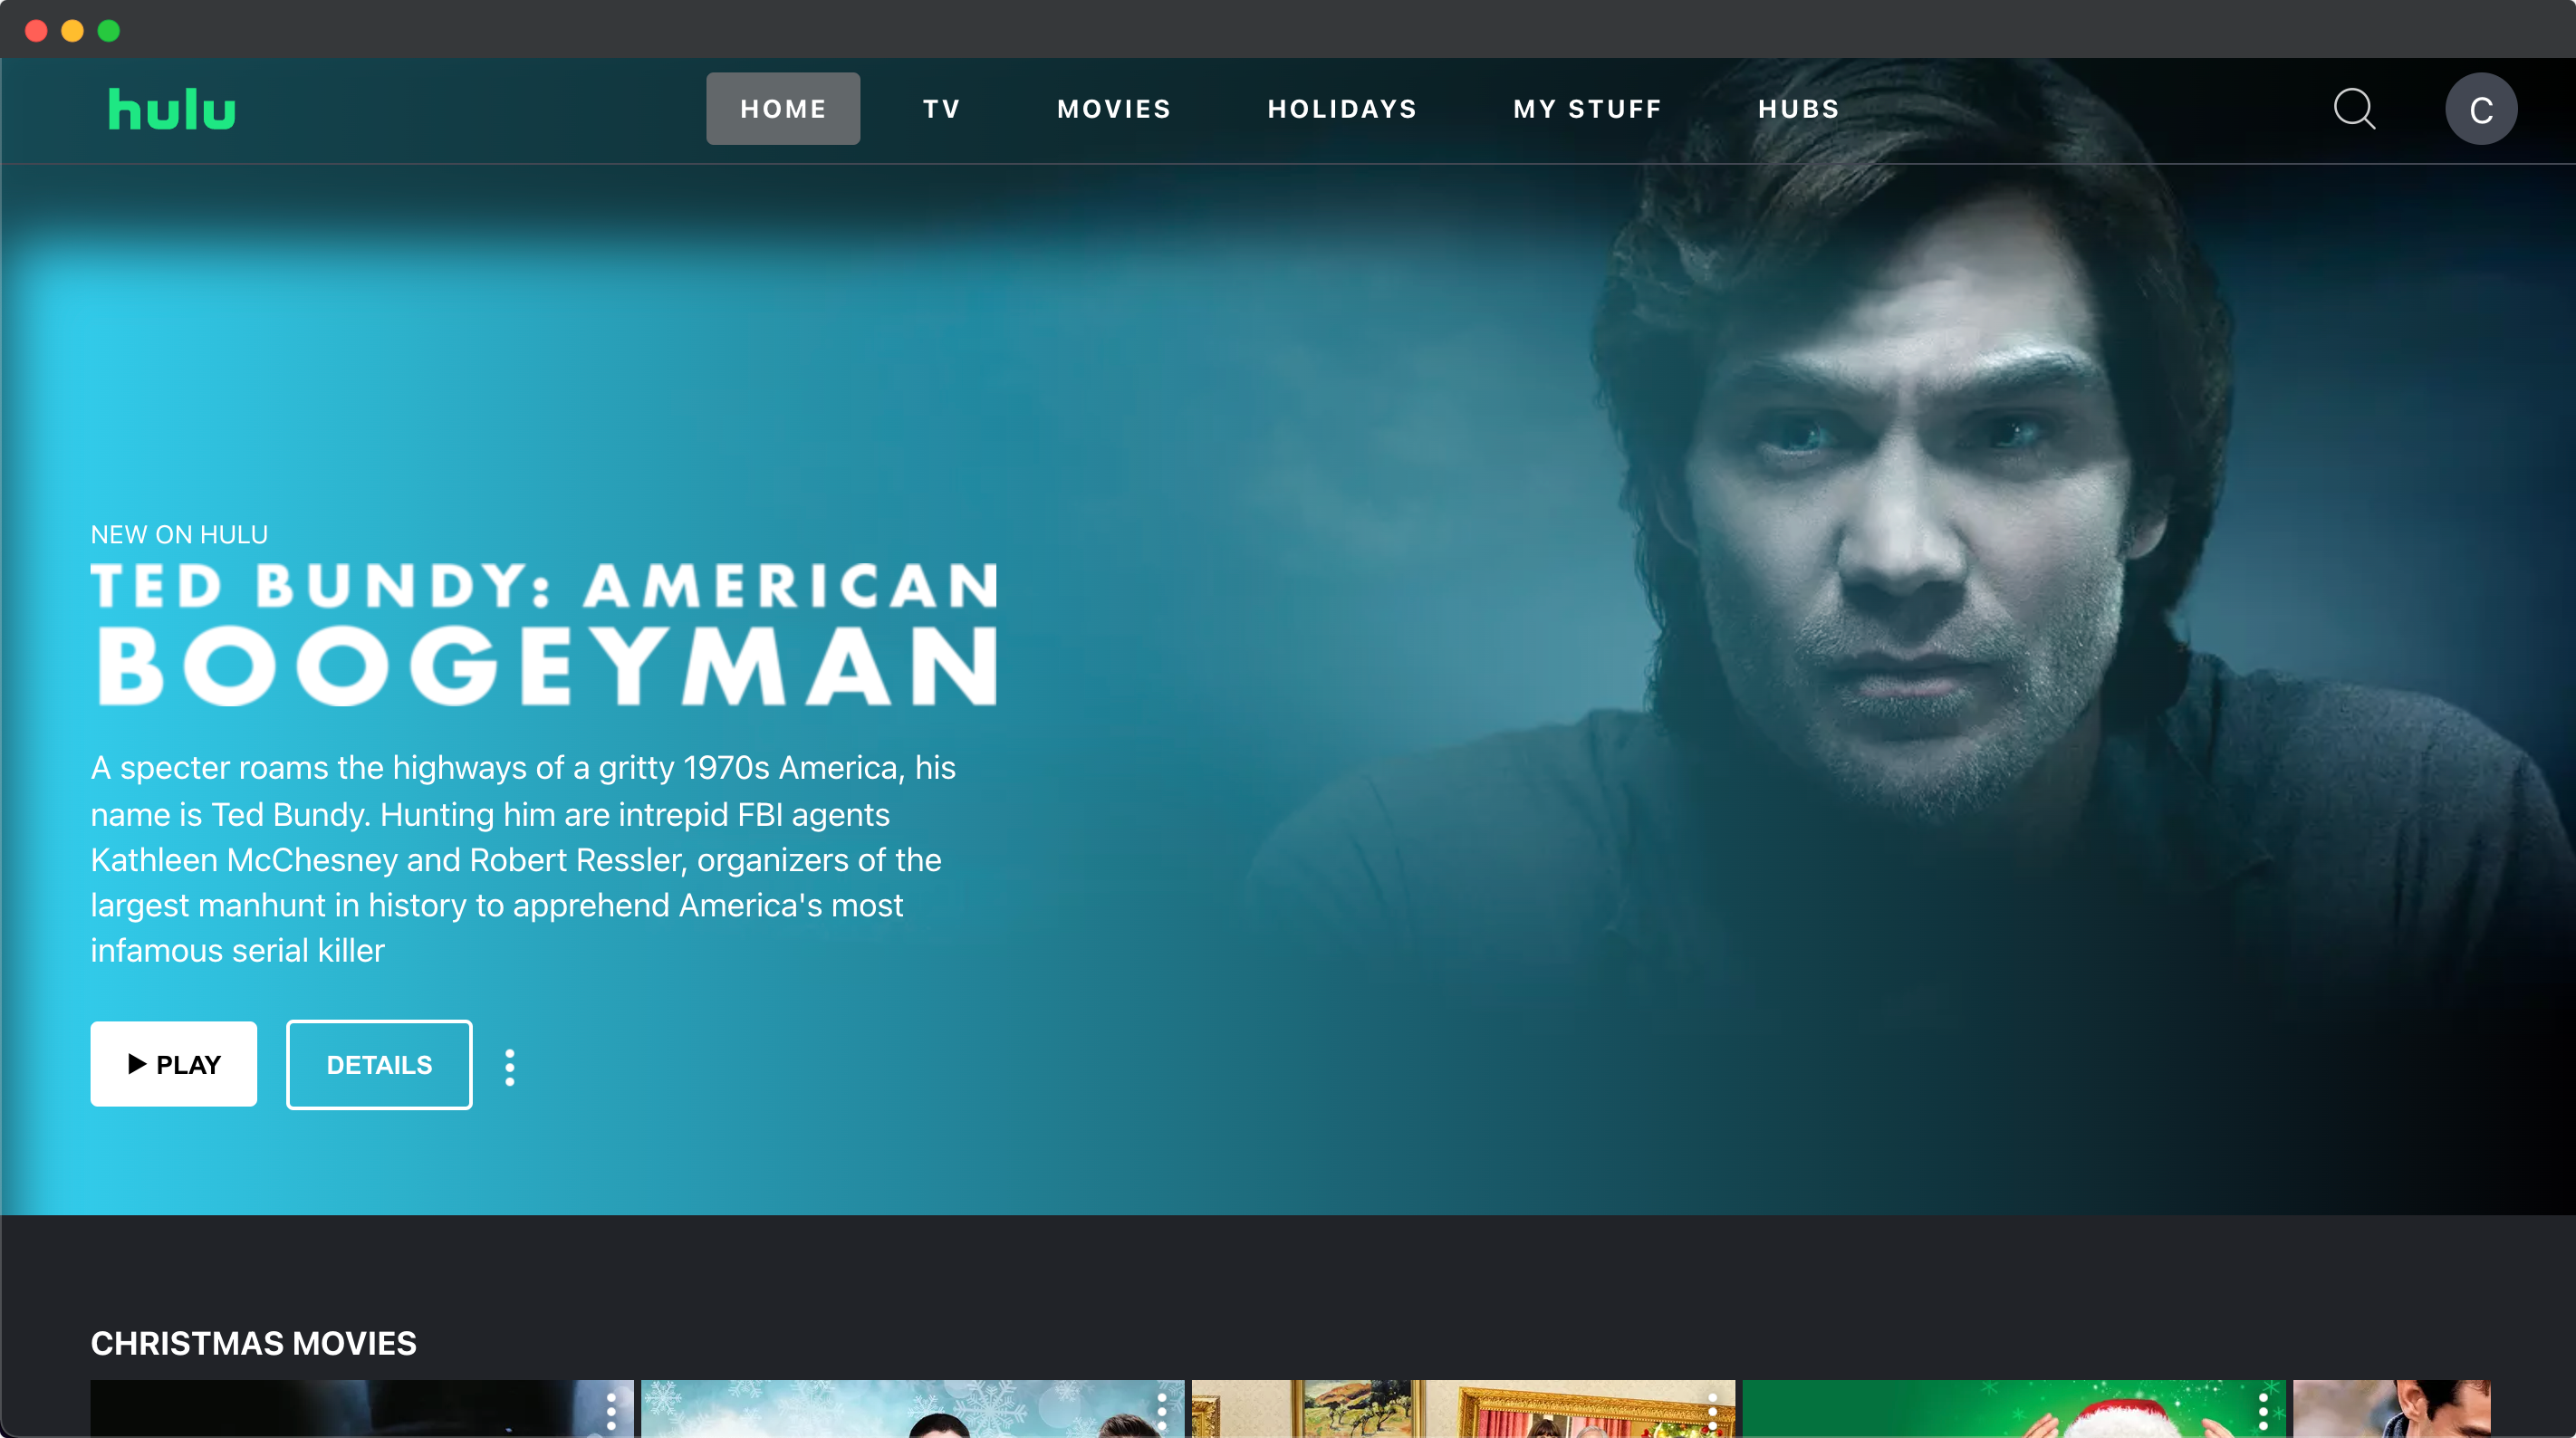 hulu
HOME
TV
MOVIES
HOLIDAYS
MY STUFF
HUBS
C
NEW ON HULU
TED BUNDY: AMERICAN
BOOGEYMAN
A specter roams the highways of a gritty 1970s America, his
name is Ted Bundy. Hunting him are intrepid FBI agents
Kathleen McChesney and Robert Ressler, organizers of the
largest manhunt in history to apprehend America's most
infamous serial killer
PLAY
DETAILS
CHRISTMAS MOVIES